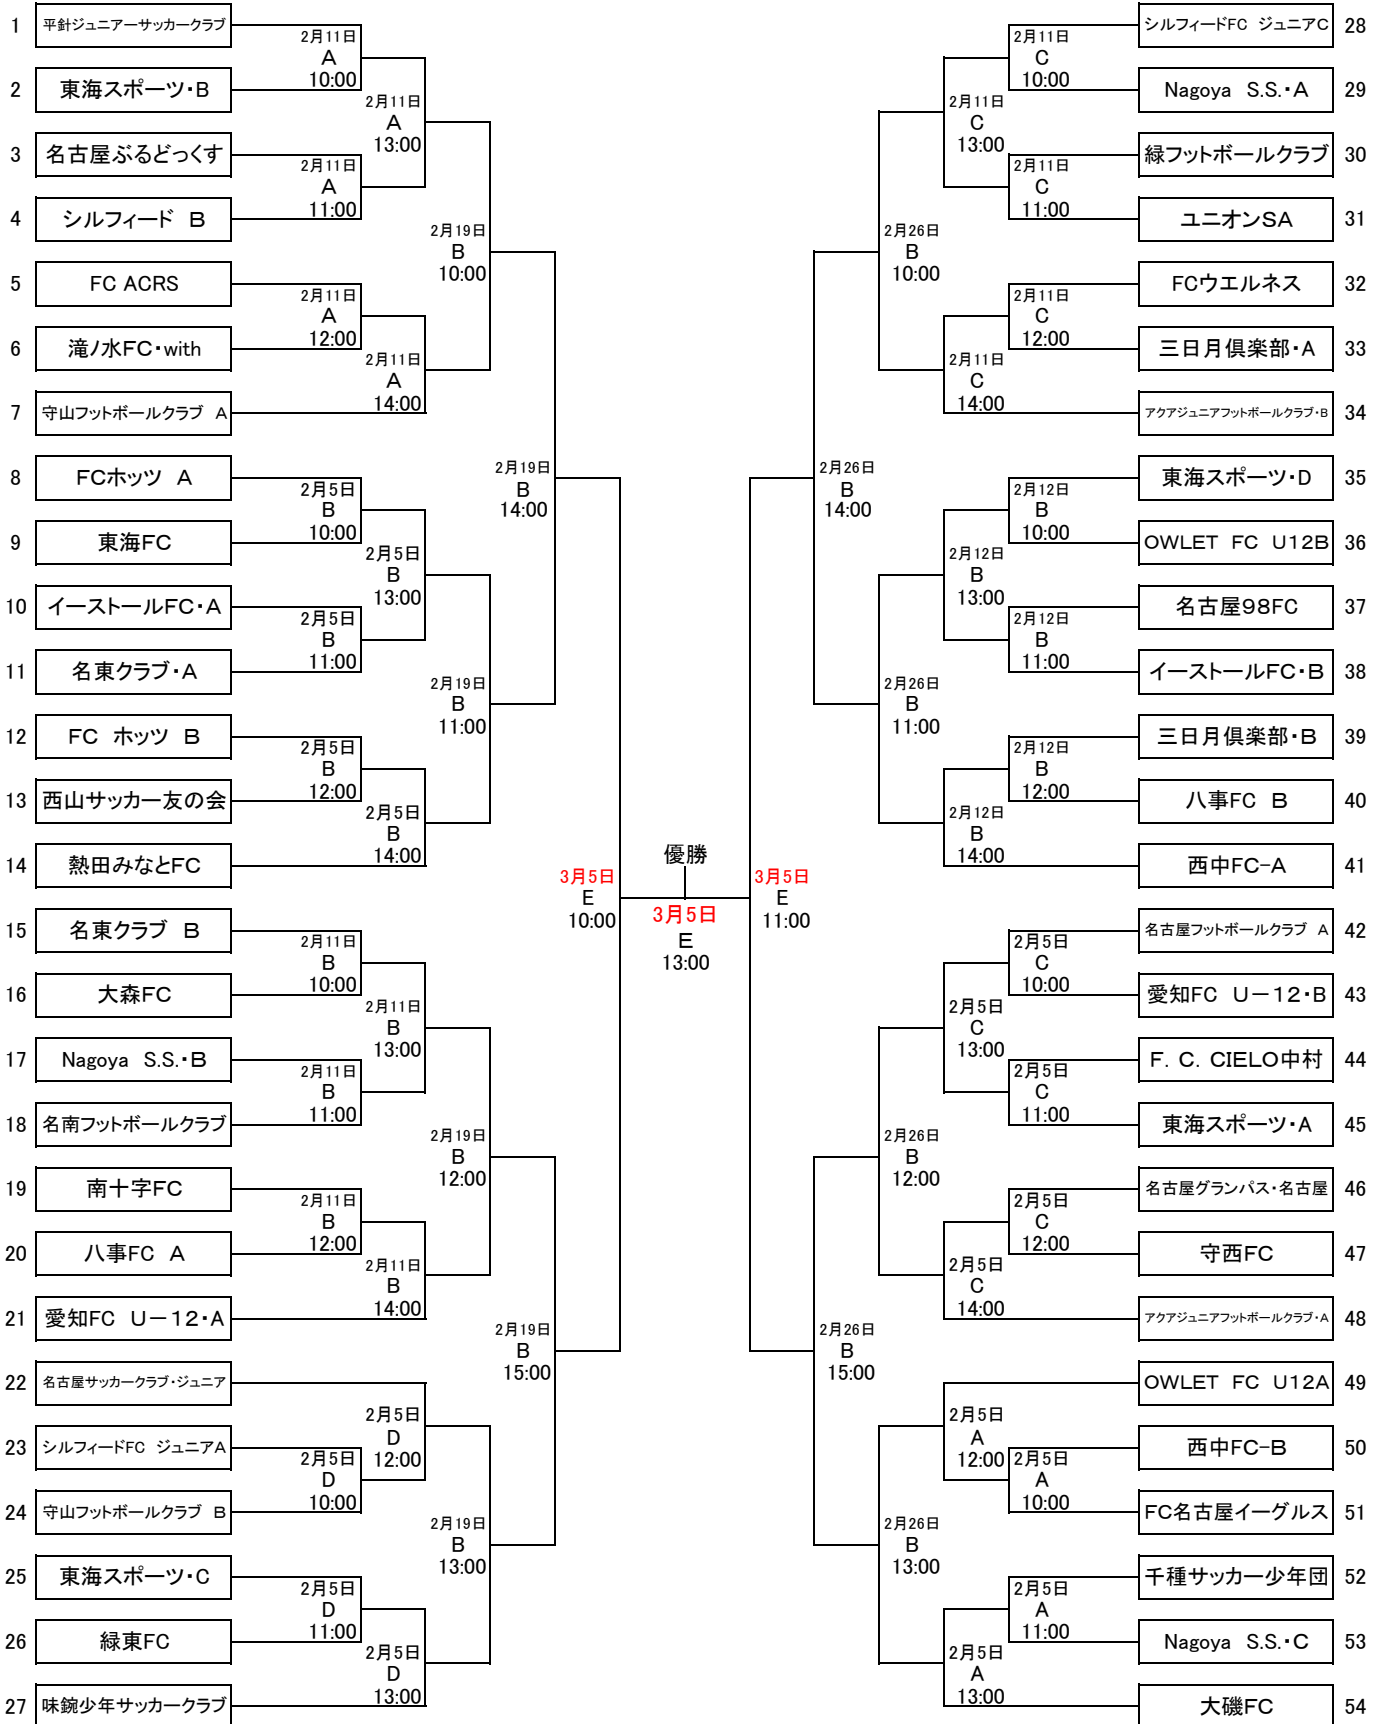 1 平針ジュニアーサッカークラブ
2月11日
A
10:00
2 東海スポーツ・B
2月11日
A
13:00
3 名古屋ぶるどっくす
2月11日
A
11:00
4 シルフィード B
2月19日
B
10:00
5 FC ACRS
2月11日
A
12:00
6 滝ノ水FC・with
2月11日
A
14:00
7 守山フットボールクラブ A
8 FCホッツ A
2月19日
B
14:00
2月5日
B
10:00
9 東海FC
2月5日
B
13:00
10 イーストールFC・A
2月5日
B
11:00
11 名東クラブ・A
2月19日
B
11:00
12 FC ホッツ B
2月5日
B
12:00
13 西山サッカー友の会
2月5日
B
14:00
14 熱田みなとFC
3月5日
E
10:00
15 名東クラブ B
2月11日
B
10:00
16 大森FC
2月11日
B
13:00
17 Nagoya S.S.・B
2月11日
B
11:00
18 名南フットボールクラブ
2月19日
B
12:00
19 南十字FC
2月11日
B
12:00
20 八事FC A
2月11日
B
14:00
21 愛知FC U－12・A
2月19日
B
15:00
22 名古屋サッカークラブ・ジュニア
2月5日
D
12:00
23 シルフィードFC ジュニアA
2月5日
D
10:00
24 守山フットボールクラブ B
2月19日
B
13:00
25 東海スポーツ・C
2月5日
D
11:00
26 緑東FC
2月5日
D
13:00
27 味鋺少年サッカークラブ
優勝
3月5日
E
13:00
シルフィードFC ジュニアC 28
2月11日
C
10:00
Nagoya S.S.・A 29
2月11日
C
13:00
緑フットボールクラブ 30
2月11日
C
11:00
ユニオンSA 31
2月26日
B
10:00
FCウエルネス 32
2月11日
C
12:00
三日月倶楽部・A 33
2月11日
C
14:00
アクアジュニアフットボールクラブ・B 34
2月26日
B
14:00
東海スポーツ・D 35
2月12日
B
10:00
OWLET FC U12B 36
2月12日
B
13:00
名古屋98FC 37
2月12日
B
11:00
イーストールFC・B 38
2月26日
B
11:00
三日月倶楽部・B 39
2月12日
B
12:00
八事FC B 40
2月12日
B
14:00
西中FC-A 41
3月5日
E
11:00
名古屋フットボールクラブ A 42
2月5日
C
10:00
愛知FC U－12・B 43
2月5日
C
13:00
F. C. CIELO中村 44
2月5日
C
11:00
東海スポーツ・A 45
2月26日
B
12:00
名古屋グランパス・名古屋 46
2月5日
C
12:00
守西FC 47
2月5日
C
14:00
アクアジュニアフットボールクラブ・A 48
2月26日
B
15:00
OWLET FC U12A 49
2月5日
A
12:00
西中FC-B 50
2月5日
A
10:00
FC名古屋イーグルス 51
2月26日
B
13:00
千種サッカー少年団 52
2月5日
A
11:00
Nagoya S.S.・C 53
2月5日
A
13:00
大磯FC 54